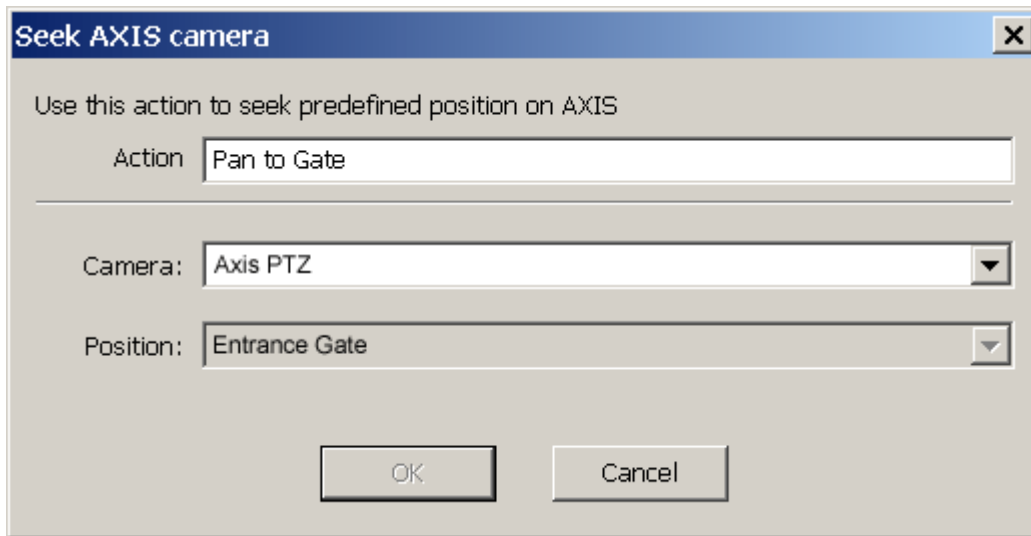 Seek AXIS camera
Use this action to seek predefined position on AXIS
Action Pan to Gate
Camera: Axis PTZ
Position: Entrance Gate
OK Cancel